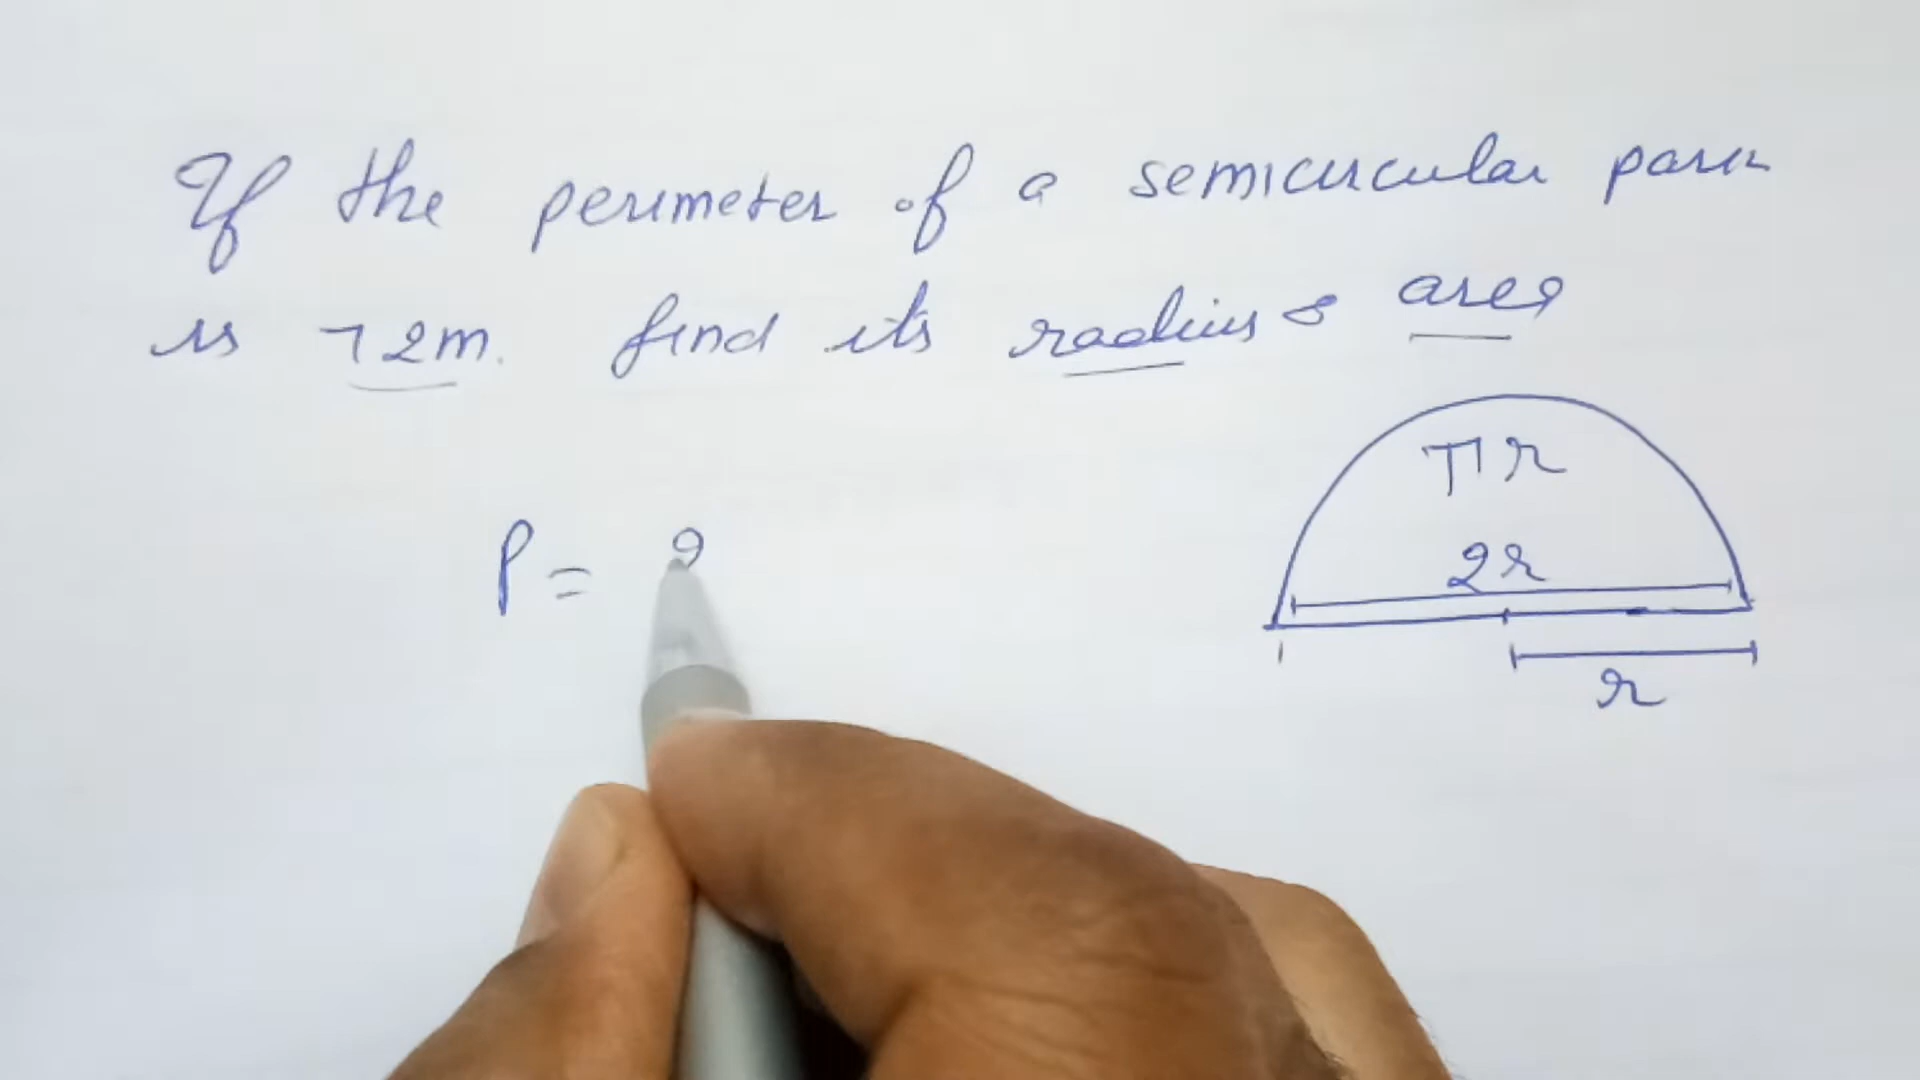 If the perimeter of a semicircular park
is 72m. find its radius & area
πr
P = 2
2r
r